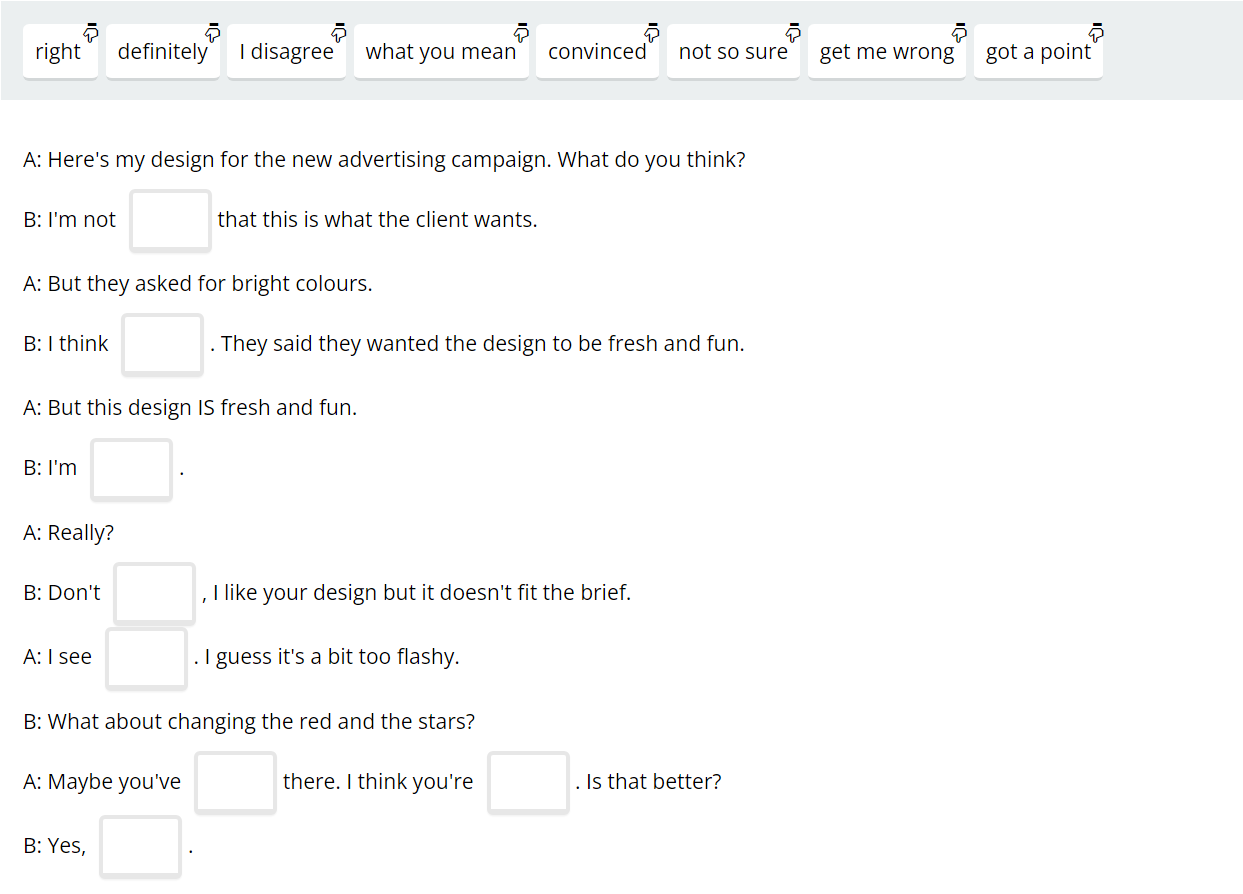 right definitely I disagree what you mean convinced not so sure get me wrong got a point
A: Here's my design for the new advertising campaign. What do you think?
B: I'm not that this is what the client wants.
A: But they asked for bright colours.
B: I think . They said they wanted the design to be fresh and fun.
A: But this design IS fresh and fun.
B: I'm .
A: Really?
B: Don't , I like your design but it doesn't fit the brief.
A: I see . I guess it's a bit too flashy.
B: What about changing the red and the stars?
A: Maybe you've there. I think you're . Is that better?
B: Yes, .